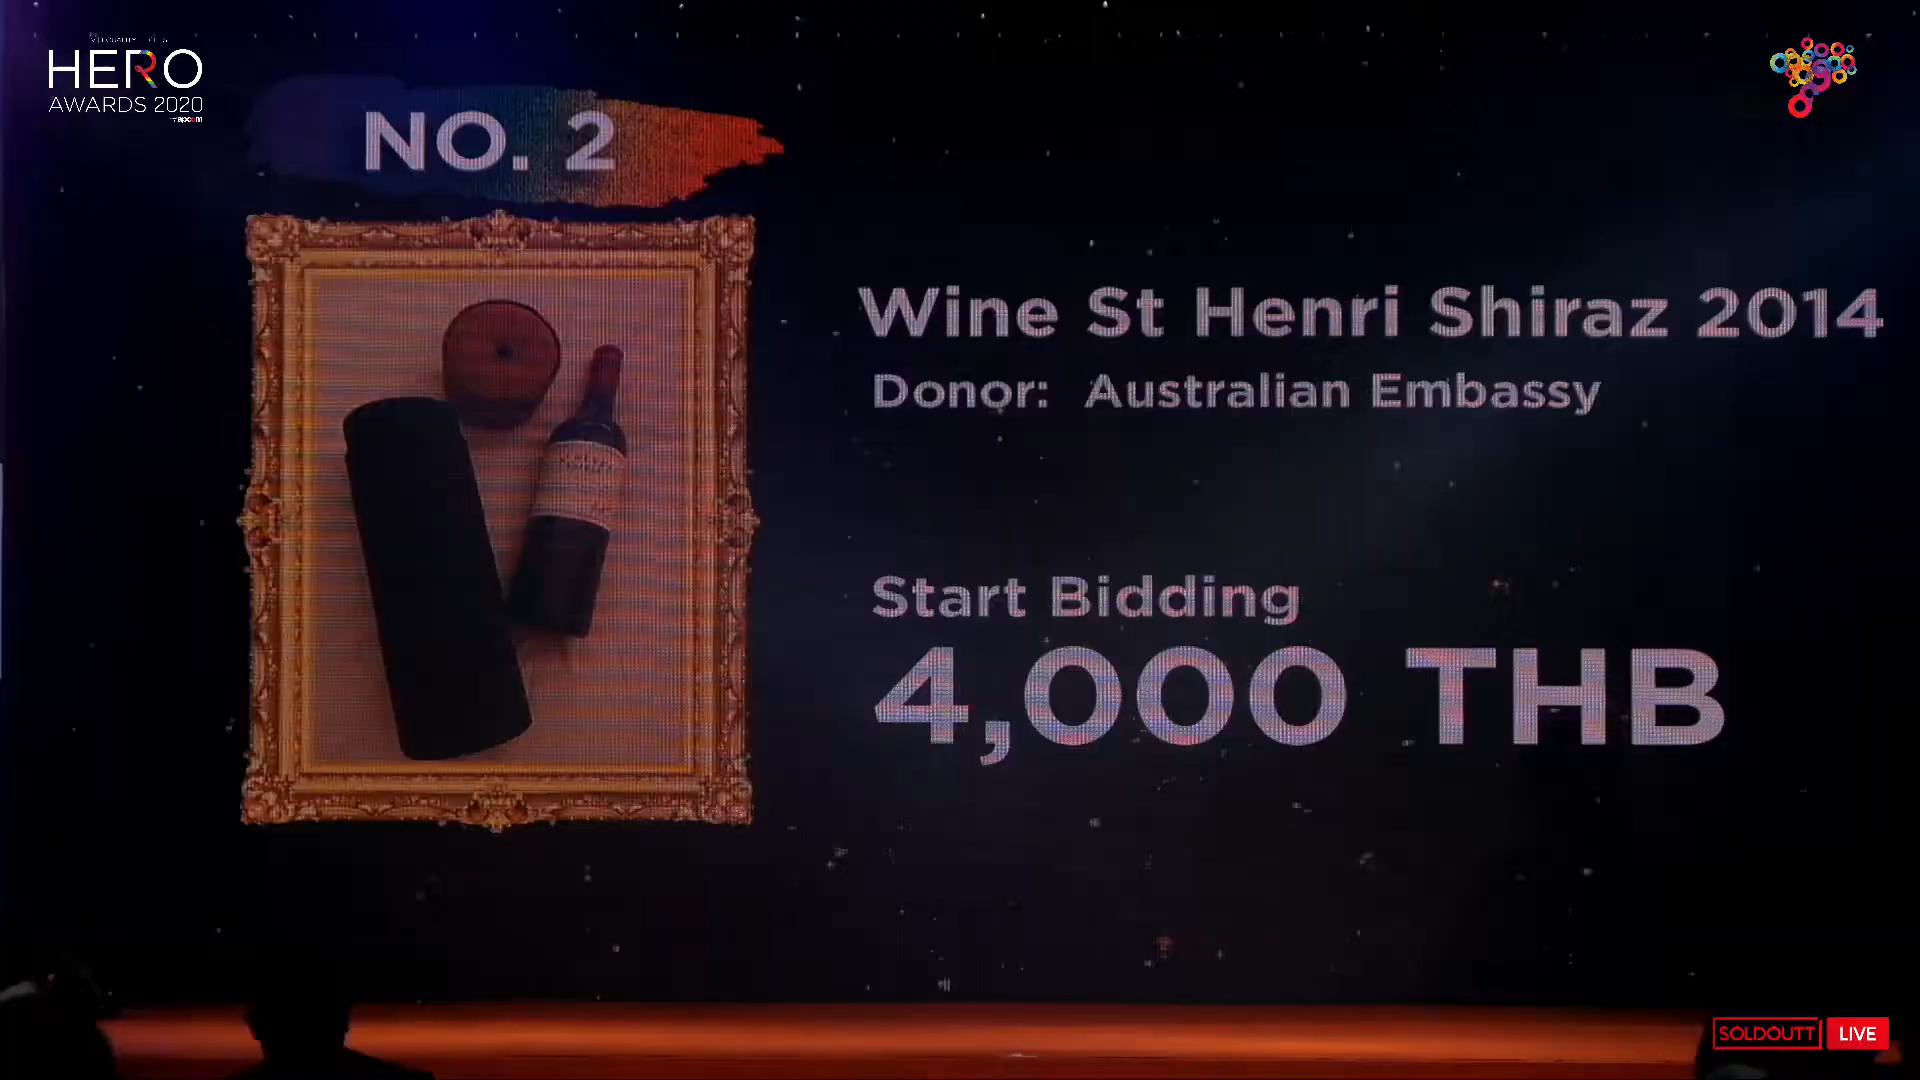 HERO
AWARDS 2020
apcom
NO. 2
Wine St Henri Shiraz 2014
Donor: Australian Embassy
Start Bidding
4,000 THB
SOLDOUTT LIVE